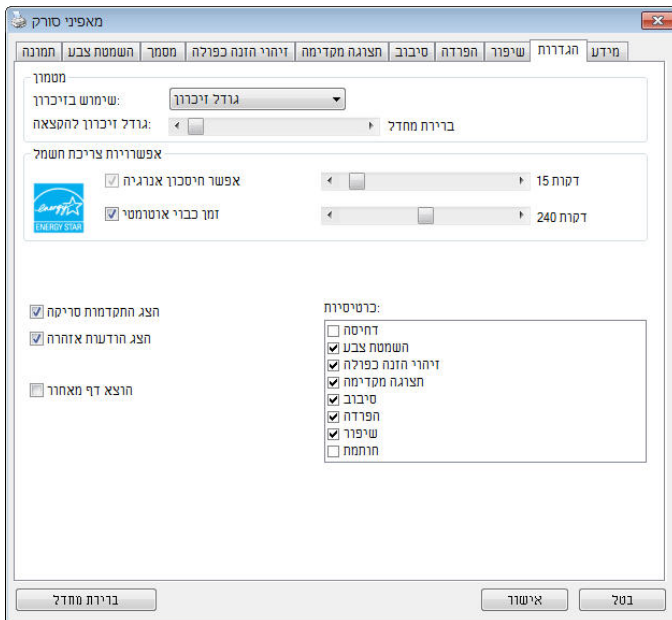 מאפיני סורק
תמונה השמטת צבע מסמך זיהוי הזנה כפולה תצוגה מקדימה סיבוב הפרדה שיפור הגדרות מידע
מטמון
שימוש בזיכרון:
גודל זיכרון
גודל זיכרון להקצאה:
ברירת מחדל
אפשרויות צריכת חשמל
אפשר חיסכון אנרגיה
15 דקות
energy
ENERGY STAR
זמן כבוי אוטומטי
240 דקות
הצג התקדמות סריקה
הצג הודעות אזהרה
הוצא דף מאחור
כרטיסיות:
דחיסה
השמטת צבע
זיהוי הזנה כפולה
תצוגה מקדימה
סיבוב
הפרדה
שיפור
חותמת
ברירת מחדל
אישור
בטל